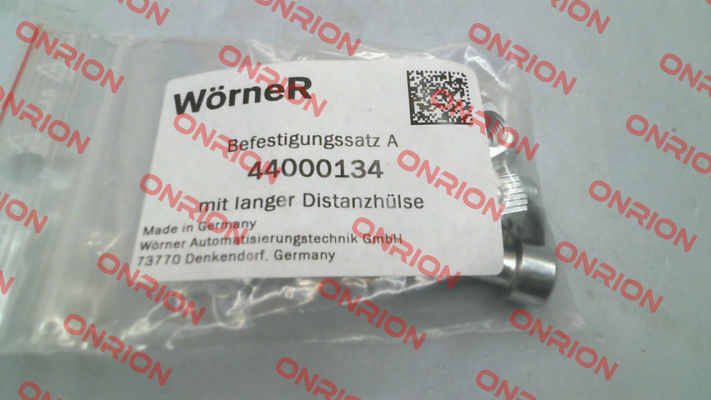 WörneR
Befestigungssatz A
44000134
mit langer Distanzhülse
Made in Germany
Wörner Automatisierungstechnik GmbH
73770 Denkendorf, Germany
ONRION